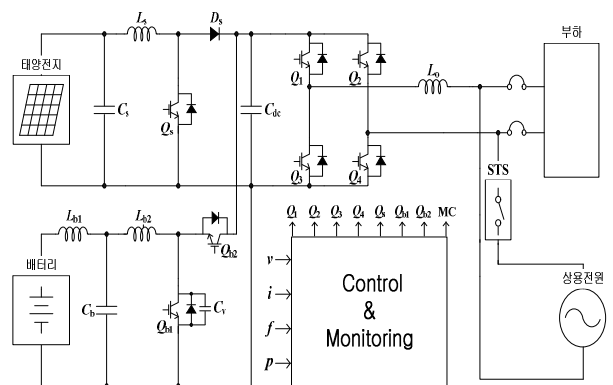 Ls
Ds
부하
태양전지
Q1
Q2
Lo
Cs
Qs
Cdc
Q3
Q4
STS
Q1 Q2 Q3 Q4 Qs Qb1 Qb2 MC
Lb1
Lb2
Qb2
배터리
상용전원
v
i
f
p
Control
&
Monitoring
Cb
Qb1
Cv